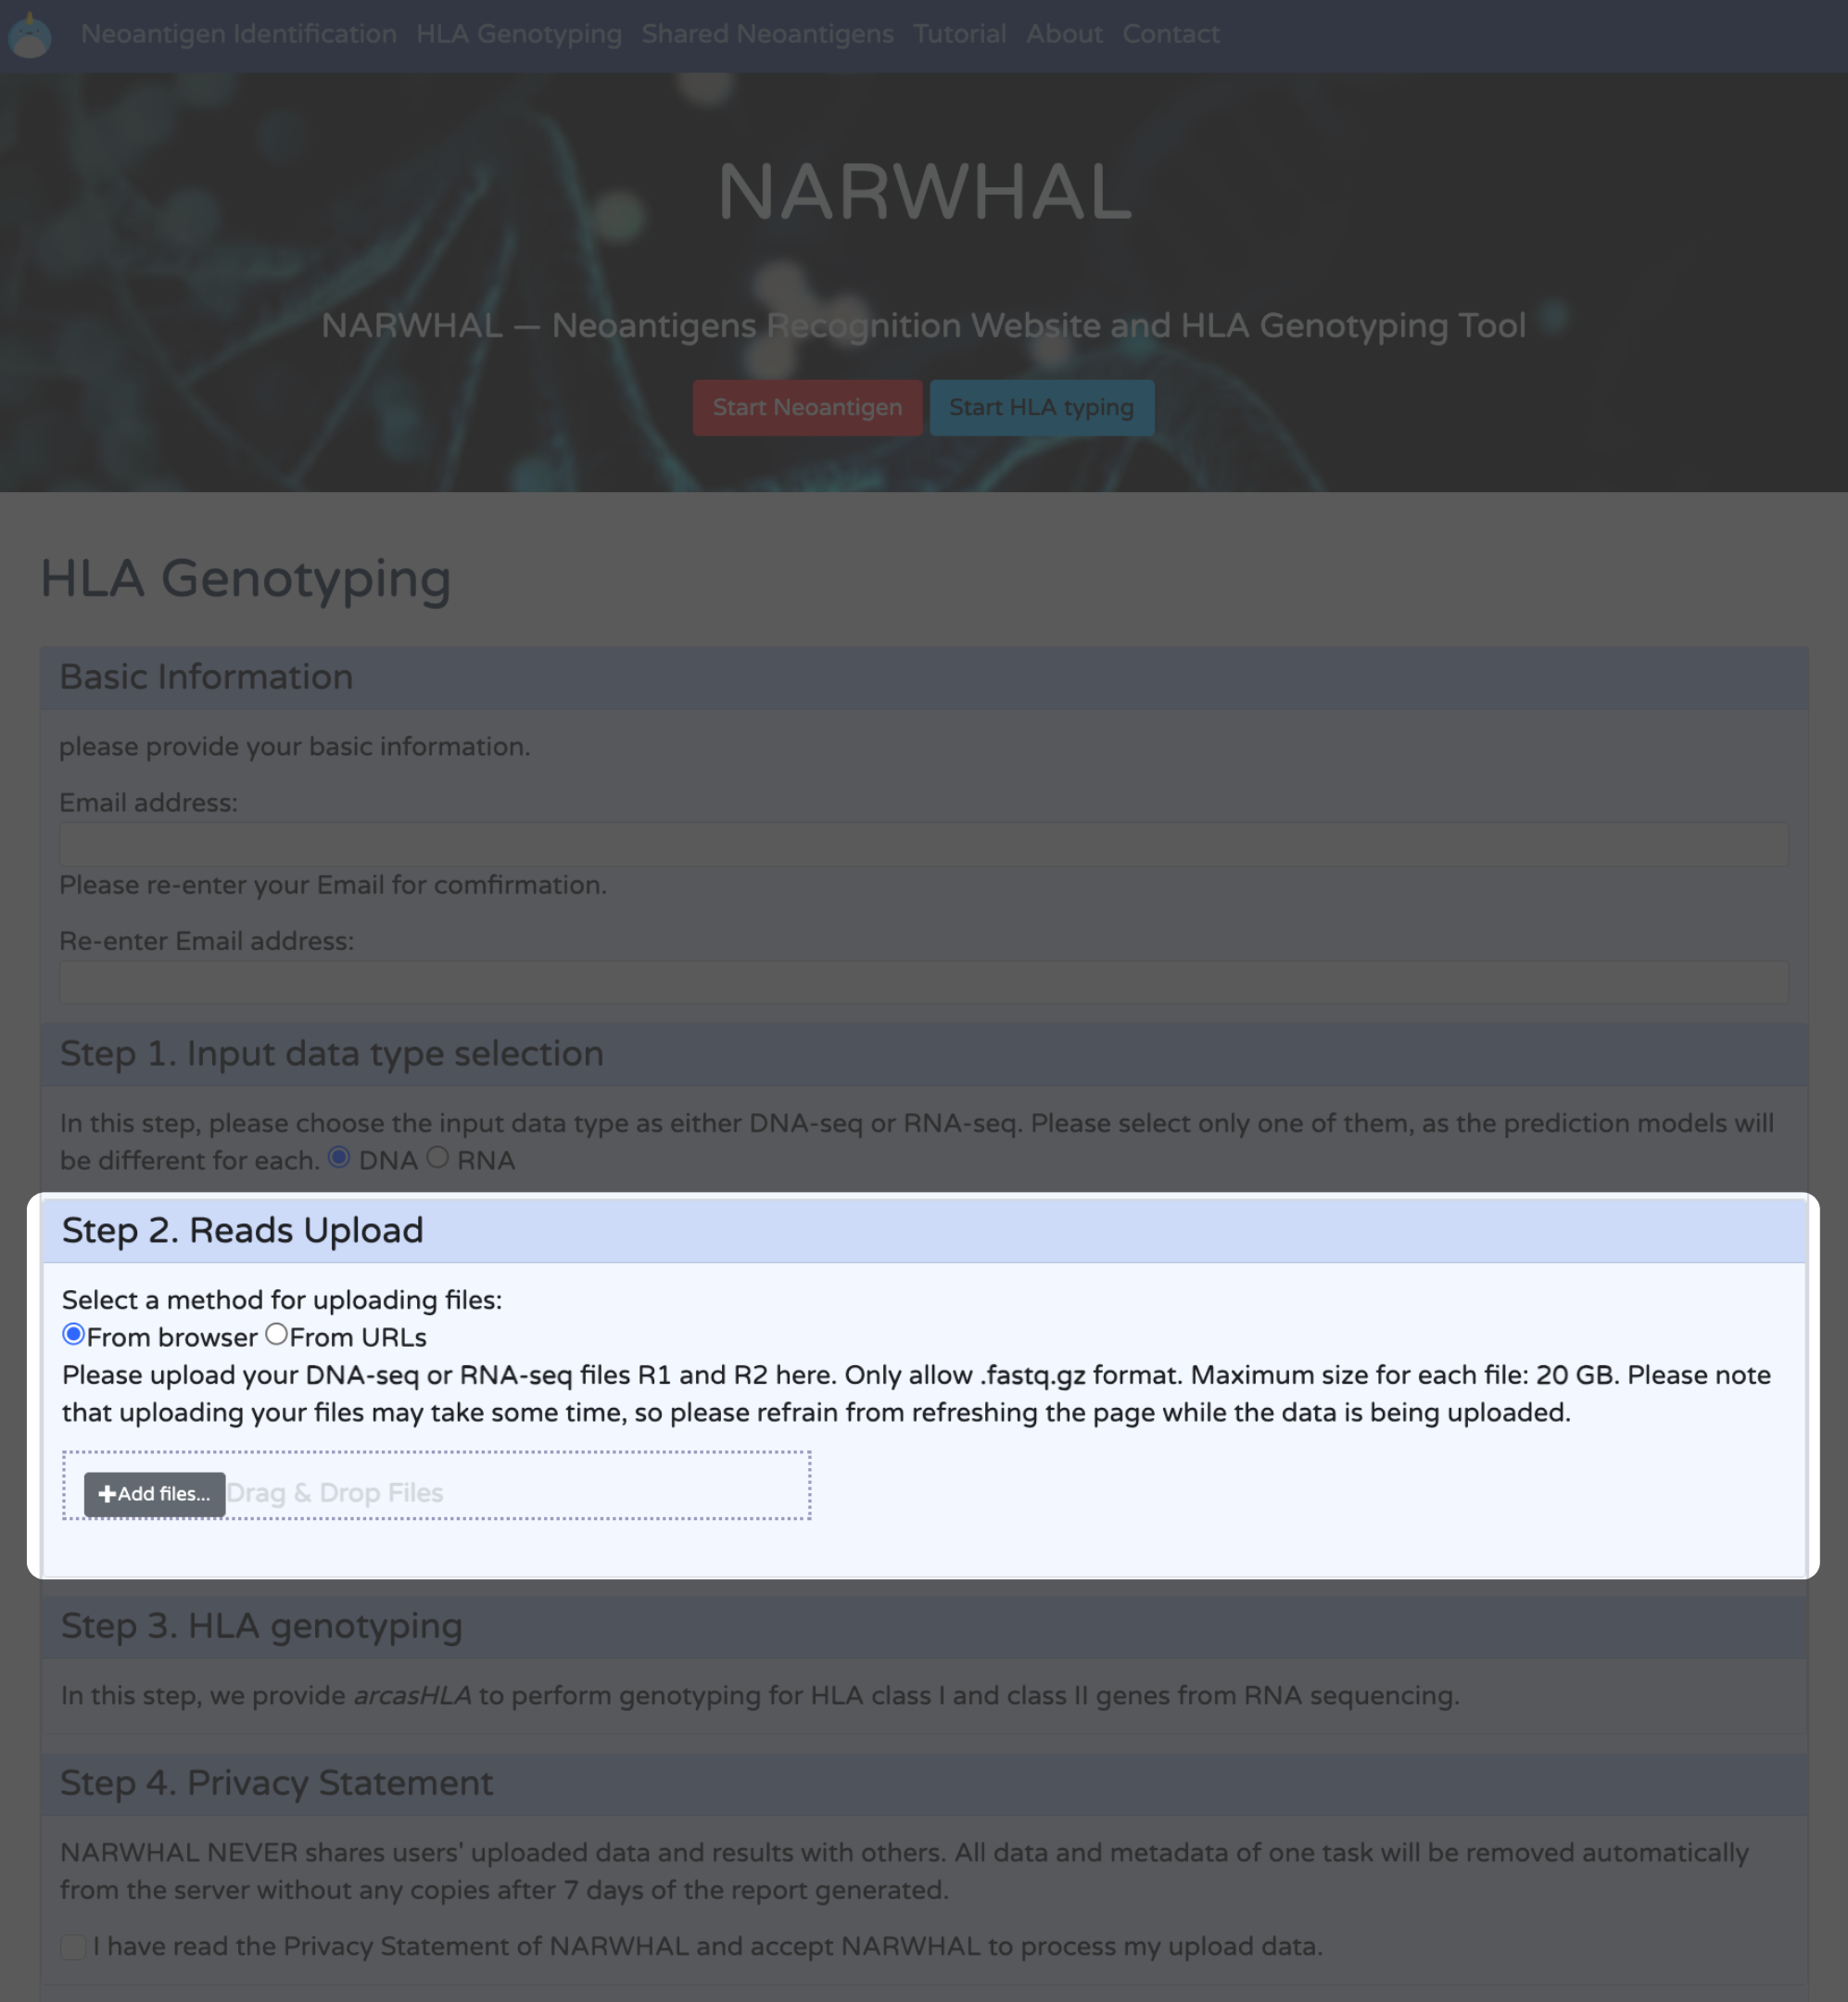 Neoantigen Identification HLA Genotyping Shared Neoantigens Tutorial About Contact
NARWHAL
NARWHAL — Neoantigens Recognition Website and HLA Genotyping Tool
Start Neoantigen Start HLA typing
HLA Genotyping
Basic Information
please provide your basic information.
Email address:
Please re-enter your Email for comfirmation.
Re-enter Email address:
Step 1. Input data type selection
In this step, please choose the input data type as either DNA-seq or RNA-seq. Please select only one of them, as the prediction models will
be different for each. DNA RNA
Step 2. Reads Upload
Select a method for uploading files:
From browser From URLs
Please upload your DNA-seq or RNA-seq files R1 and R2 here. Only allow .fastq.gz format. Maximum size for each file: 20 GB. Please note
that uploading your files may take some time, so please refrain from refreshing the page while the data is being uploaded.
Add files... Drag & Drop Files
Step 3. HLA genotyping
In this step, we provide arcasHLA to perform genotyping for HLA class I and class II genes from RNA sequencing.
Step 4. Privacy Statement
NARWHAL NEVER shares users' uploaded data and results with others. All data and metadata of one task will be removed automatically
from the server without any copies after 7 days of the report generated.
I have read the Privacy Statement of NARWHAL and accept NARWHAL to process my upload data.